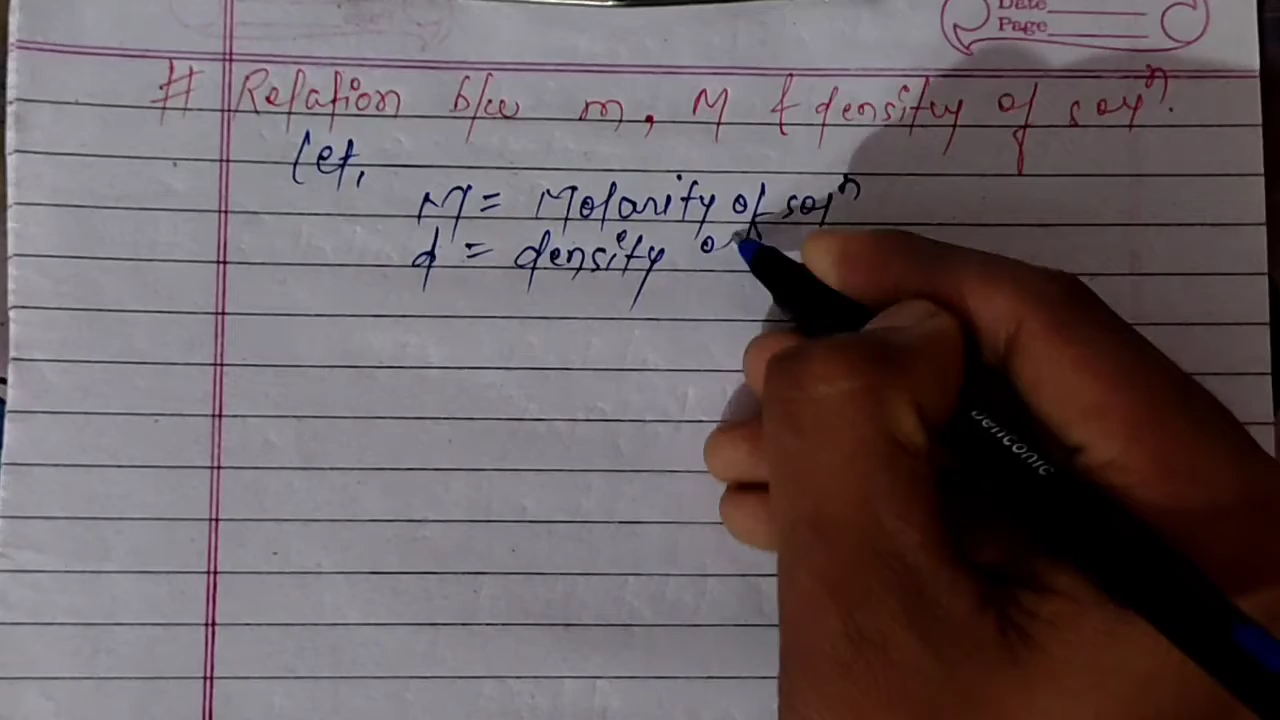 Date
Page
# Relation b/w m, M & density of solⁿ.
Let,
M = Molarity of solⁿ
d = density of